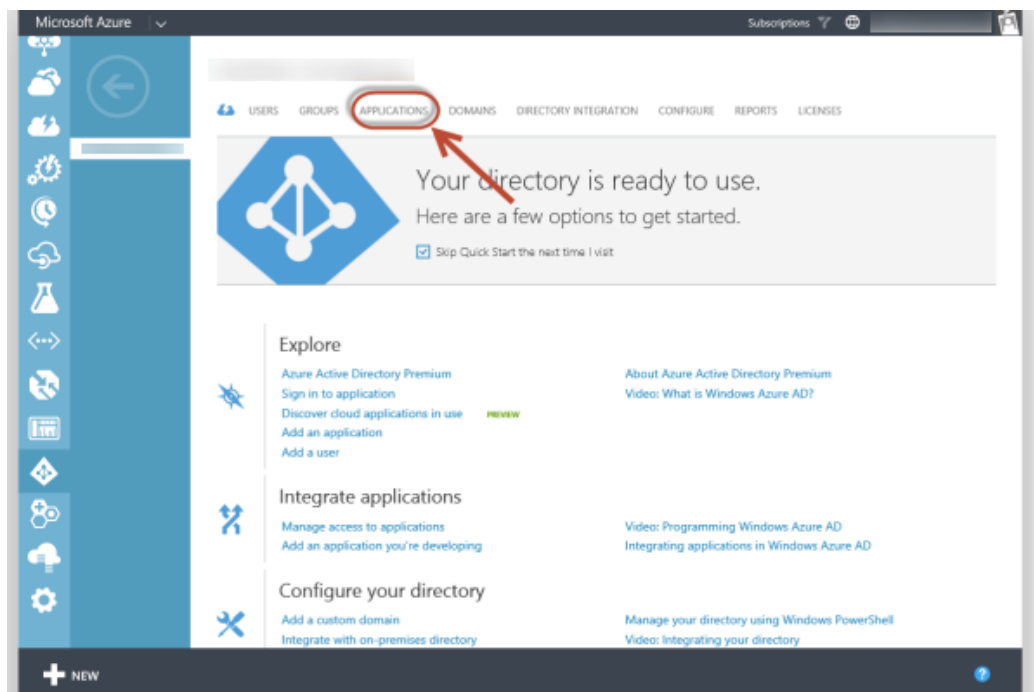 Microsoft Azure
Subscriptions
USERS GROUPS APPLICATIONS DOMAINS DIRECTORY INTEGRATION CONFIGURE REPORTS LICENSES
Your directory is ready to use.
Here are a few options to get started.
Skip Quick Start the next time I visit
Explore
Azure Active Directory Premium
About Azure Active Directory Premium
Sign in to application
Video: What is Windows Azure AD?
Discover cloud applications in use PREVIEW
Add an application
Add a user
Integrate applications
Manage access to applications
Video: Programming Windows Azure AD
Add an application you're developing
Integrating applications in Windows Azure AD
Configure your directory
Add a custom domain
Manage your directory using Windows PowerShell
Integrate with on-premises directory
Video: Integrating your directory
NEW
?